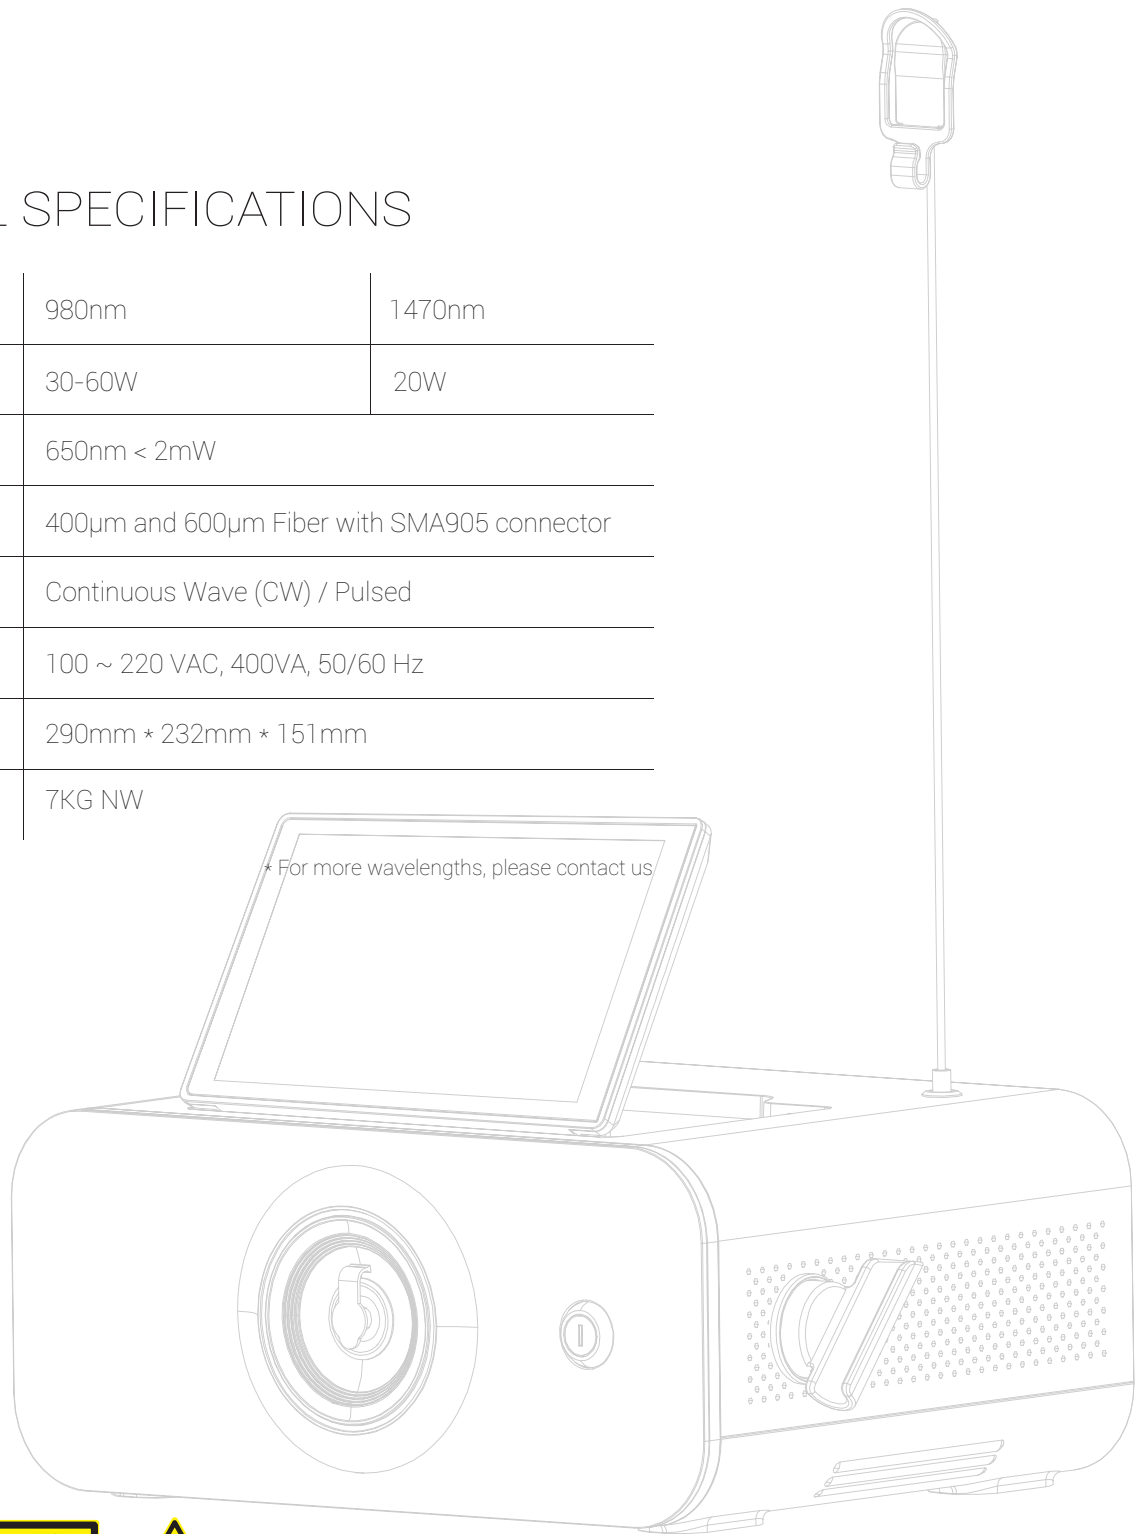 SPECIFICATIONS
980nm 1470nm
30-60W 20W
650nm < 2mW
400µm and 600µm Fiber with SMA905 connector
Continuous Wave (CW) / Pulsed
100 ~ 220 VAC, 400VA, 50/60 Hz
290mm * 232mm * 151mm
7KG NW
* For more wavelengths, please contact us